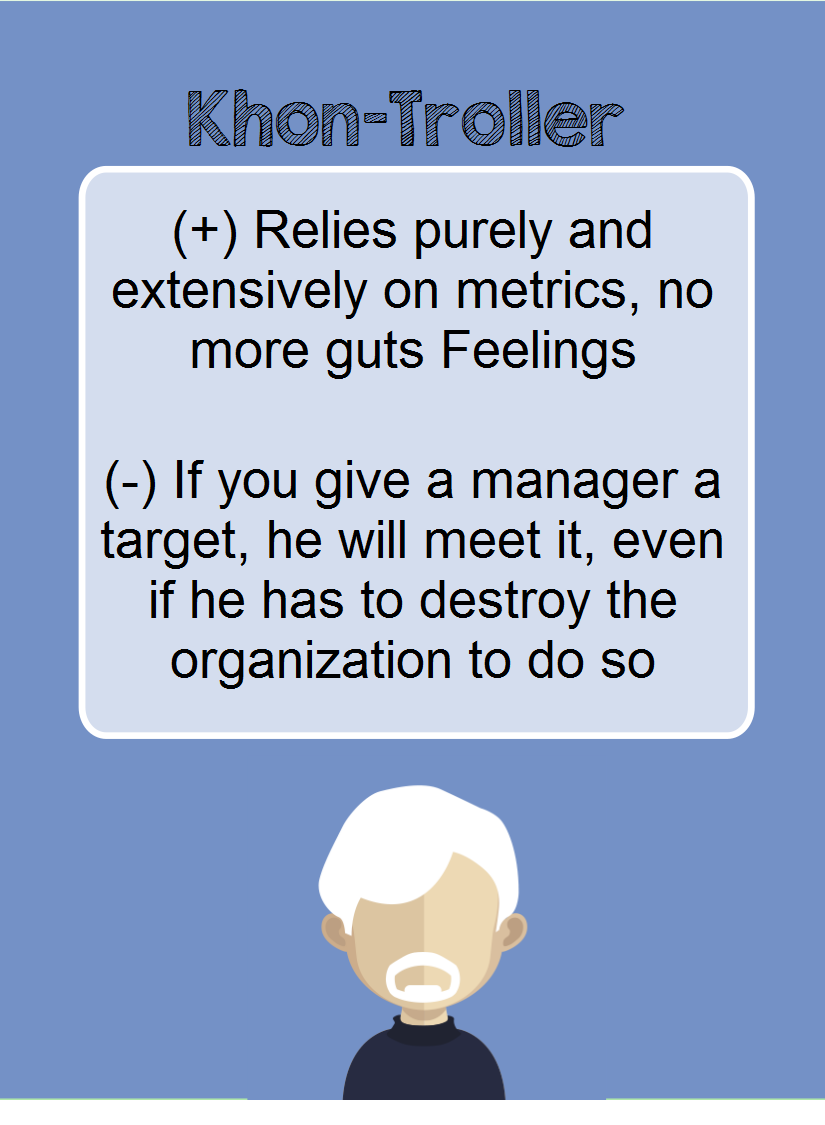 Khon-Troller
(+) Relies purely and
extensively on metrics, no
more guts Feelings
(-) If you give a manager a
target, he will meet it, even
if he has to destroy the
organization to do so